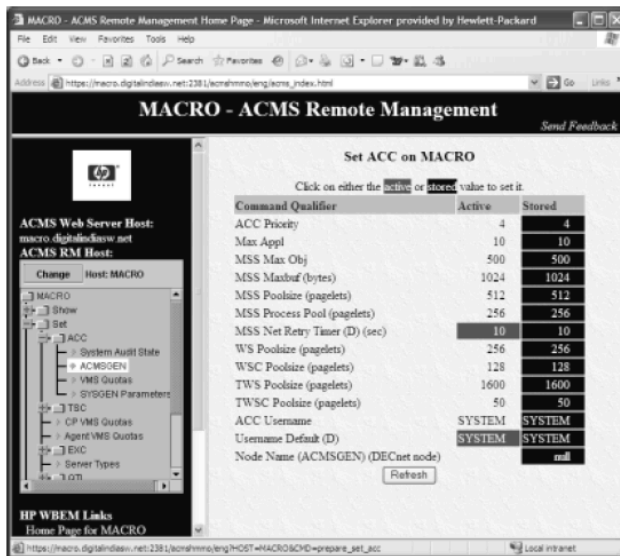 MACRO - ACMS Remote Management Home Page - Microsoft Internet Explorer provided by Hewlett-Packard
File Edit View Favorites Tools Help
Back Search Favorites
Address https://macro.digitalindiasw.net:2381/acmshmmo/eng/acms_index.html Go Links
MACRO - ACMS Remote Management
Send Feedback
hp
invent
ACMS Web Server Host:
macro.digitalindiasw.net
ACMS RM Host:
Change Host: MACRO
MACRO
Show
Set
ACC
System Audit State
ACMSGEN
VMS Quotas
SYSGEN Parameters
TSC
CP VMS Quotas
Agent VMS Quotas
EXC
Server Types
QTI
HP WBEM Links
Home Page for MACRO
Set ACC on MACRO
Click on either the active or stored value to set it.
Command Qualifier Active Stored
ACC Priority 4 4
Max Appl 10 10
MSS Max Obj 500 500
MSS Maxbuf (bytes) 1024 1024
MSS Poolsize (pagelets) 512 512
MSS Process Pool (pagelets) 256 256
MSS Net Retry Timer (D) (sec) 10 10
WS Poolsize (pagelets) 256 256
WSC Poolsize (pagelets) 128 128
TWS Poolsize (pagelets) 1600 1600
TWSC Poolsize (pagelets) 50 50
ACC Username SYSTEM SYSTEM
Username Default (D) SYSTEM SYSTEM
Node Name (ACMSGEN) (DECnet node) null
Refresh
https://macro.digitalindiasw.net:2381/acmshmmo/eng?HOST=MACRO&CMD=prepare_set_acc Local intranet